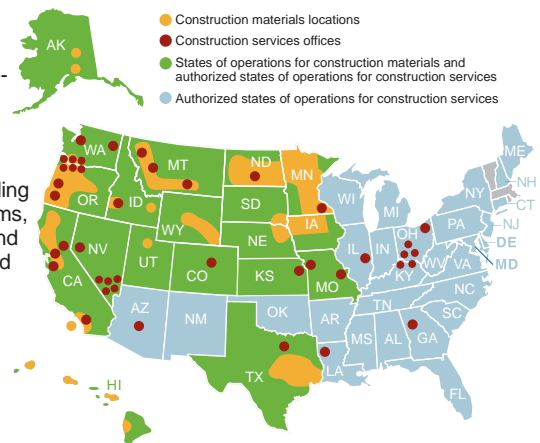 Construction materials locations
Construction services offices
States of operations for construction materials and
authorized states of operations for construction services
Authorized states of operations for construction services
AK
-
ling
ms,
nd
d
WA
MT
ND
MN
OR
ID
SD
WI
MI
NY
ME
NH
CT
WY
IA
NE
PA
NJ
NV
UT
IL
IN
OH
DE
MD
CA
CO
KS
MO
KY
WV
VA
AZ
NM
OK
AR
TN
NC
SC
TX
LA
MS
AL
GA
FL
HI